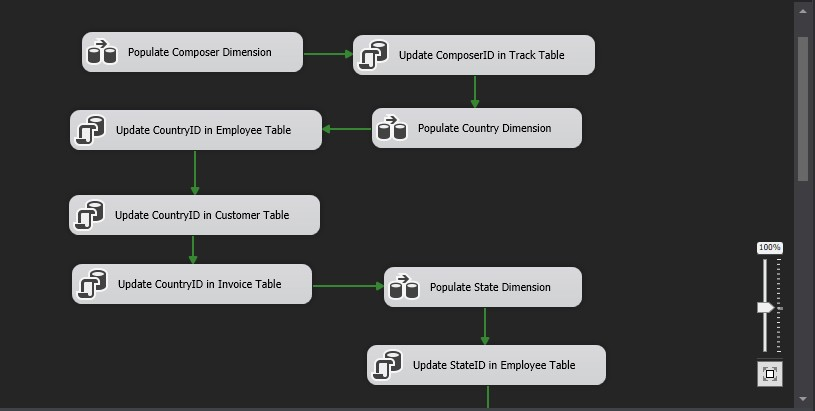 Populate Composer Dimension
Update ComposerID in Track Table
Update CountryID in Employee Table
Populate Country Dimension
Update CountryID in Customer Table
100%
Update CountryID in Invoice Table
Populate State Dimension
Update StateID in Employee Table